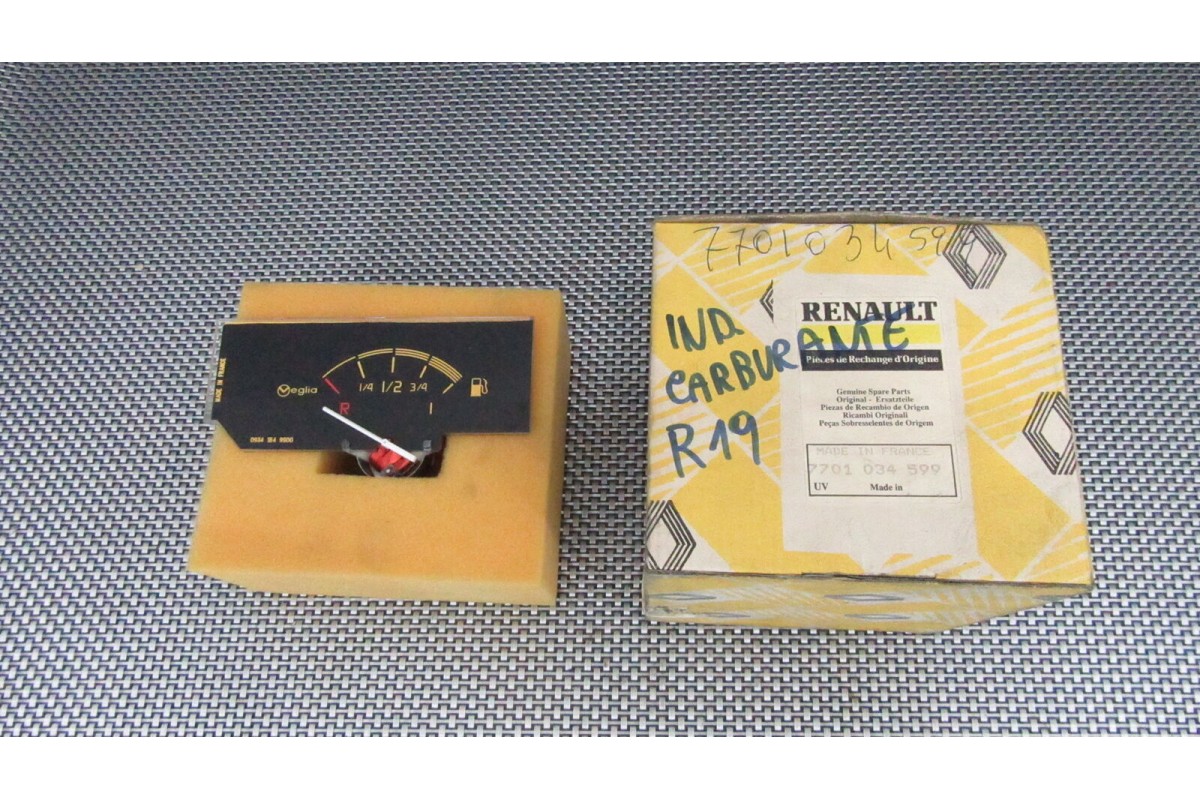 MADE IN FRANCE
Veglia
R 1/4 1/2 3/4 1
7701034599
RENAULT
Pièces de Rechange d'Origine
IND.
CARBURANTE
R19
Genuine Spare Parts
Original - Ersatzteile
Piezas de Recambio de Origen
Ricambi Originali
Peças Sobresselentes de Origem
MADE IN FRANCE
7701 034 599
UV Made in